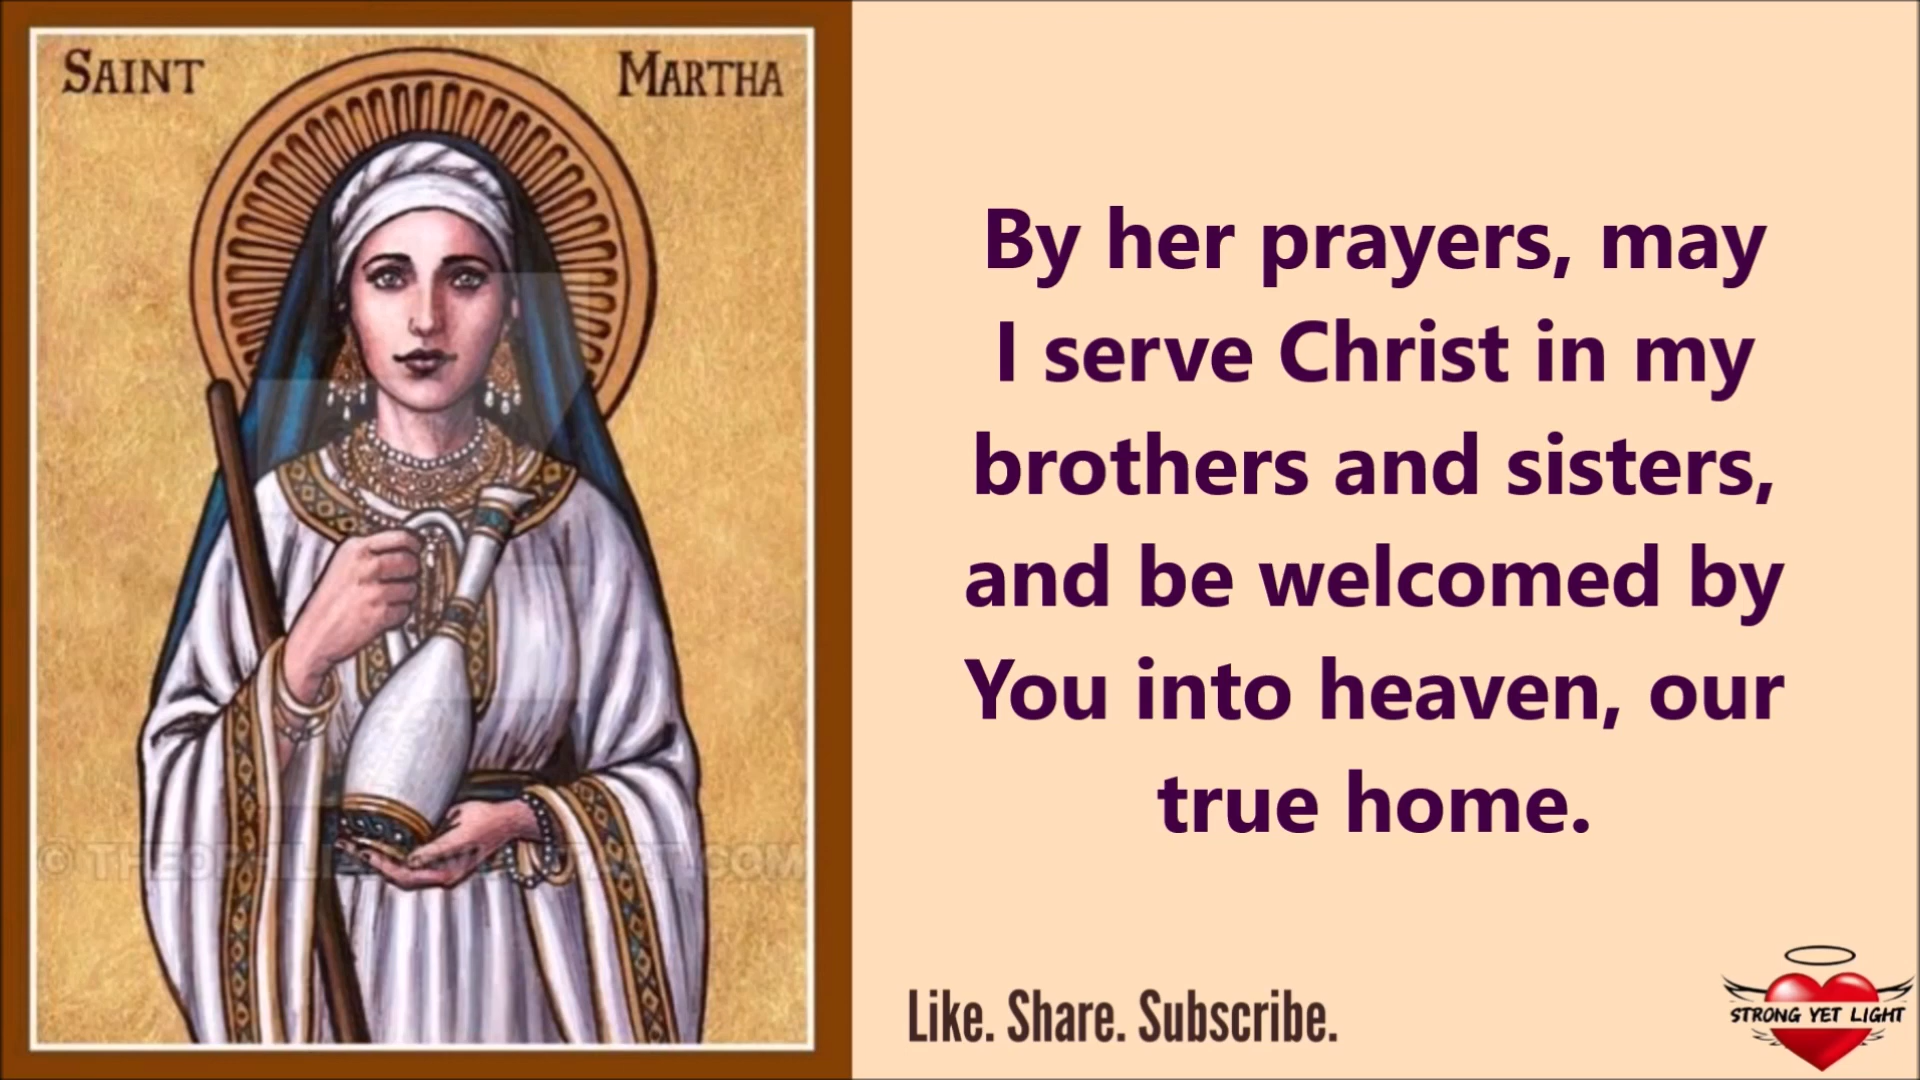 SAINT MARTHA
By her prayers, may
I serve Christ in my
brothers and sisters,
and be welcomed by
You into heaven, our
true home.
Like. Share. Subscribe.
STRONG YET LIGHT